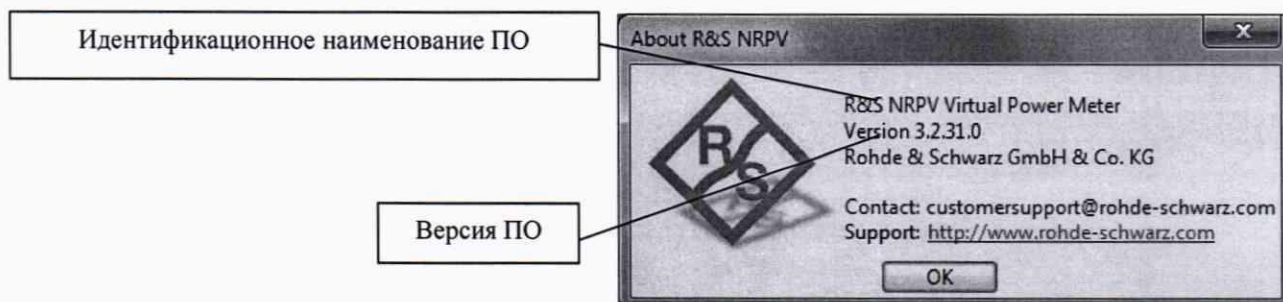 Идентификационное наименование ПО
About R&S NRPV
R&S NRPV Virtual Power Meter
Version 3.2.31.0
Rohde & Schwarz GmbH & Co. KG
Contact: customersupport@rohde-schwarz.com
Support: http://www.rohde-schwarz.com
OK
Версия ПО
R
S